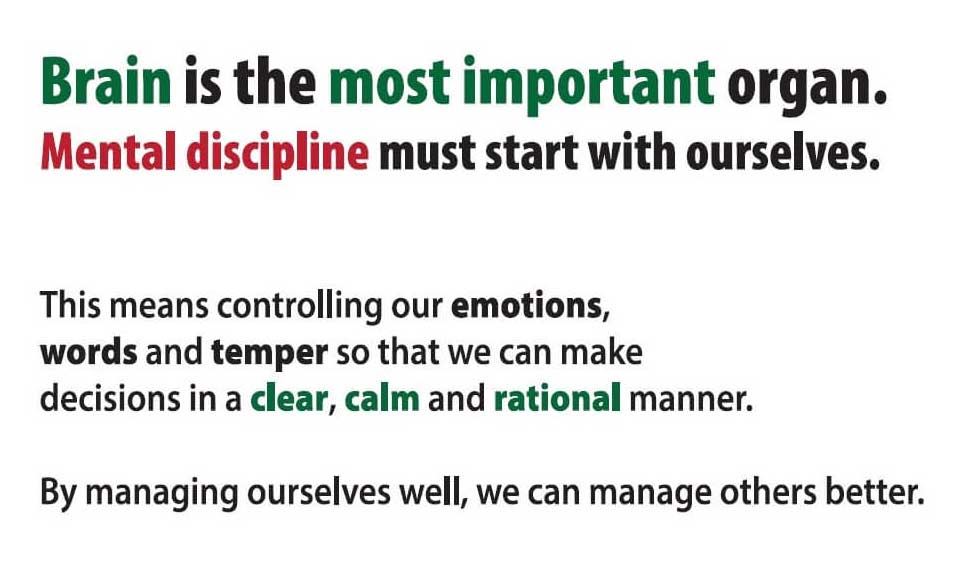 Brain is the most important organ.
Mental discipline must start with ourselves.
This means controlling our emotions,
words and temper so that we can make
decisions in a clear, calm and rational manner.
By managing ourselves well, we can manage others better.